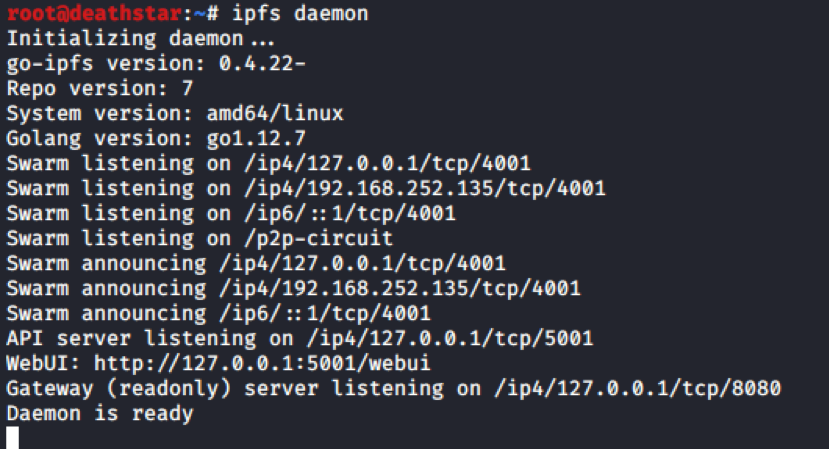 root@deathstar:~# ipfs daemon
Initializing daemon...
go-ipfs version: 0.4.22-
Repo version: 7
System version: amd64/linux
Golang version: go1.12.7
Swarm listening on /ip4/127.0.0.1/tcp/4001
Swarm listening on /ip4/192.168.252.135/tcp/4001
Swarm listening on /ip6/::1/tcp/4001
Swarm listening on /p2p-circuit
Swarm announcing /ip4/127.0.0.1/tcp/4001
Swarm announcing /ip4/192.168.252.135/tcp/4001
Swarm announcing /ip6/::1/tcp/4001
API server listening on /ip4/127.0.0.1/tcp/5001
WebUI: http://127.0.0.1:5001/webui
Gateway (readonly) server listening on /ip4/127.0.0.1/tcp/8080
Daemon is ready